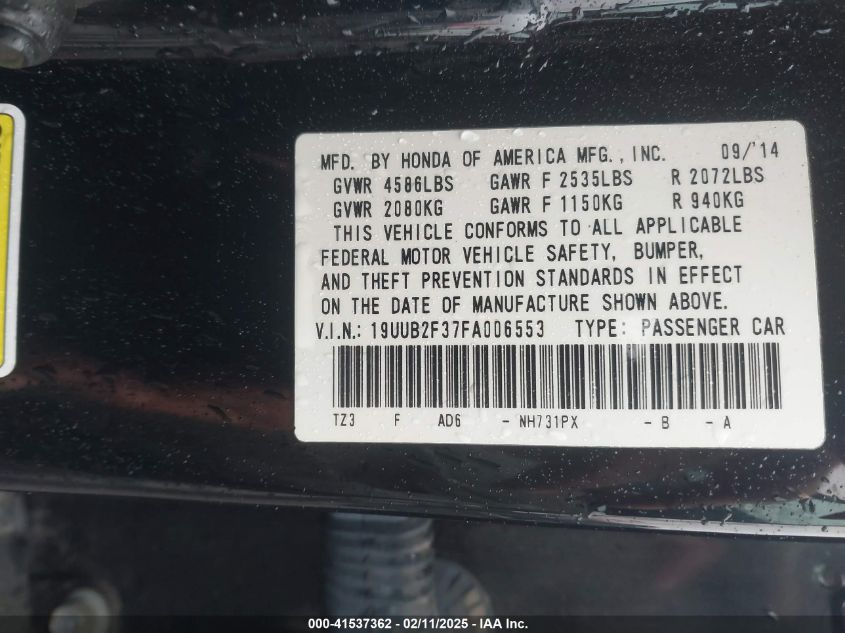 MFD. BY HONDA OF AMERICA MFG., INC. 09/'14
GVWR 4586LBS GAWR F 2535LBS R 2072LBS
GVWR 2080KG GAWR F 1150KG R 940KG
THIS VEHICLE CONFORMS TO ALL APPLICABLE
FEDERAL MOTOR VEHICLE SAFETY, BUMPER,
AND THEFT PREVENTION STANDARDS IN EFFECT
ON THE DATE OF MANUFACTURE SHOWN ABOVE.
V.I.N.: 19UUB2F37FA006553 TYPE: PASSENGER CAR
TZ3 F AD6 - NH731PX - B - A
000-41537362 / 02/11/2025 - IAA Inc.